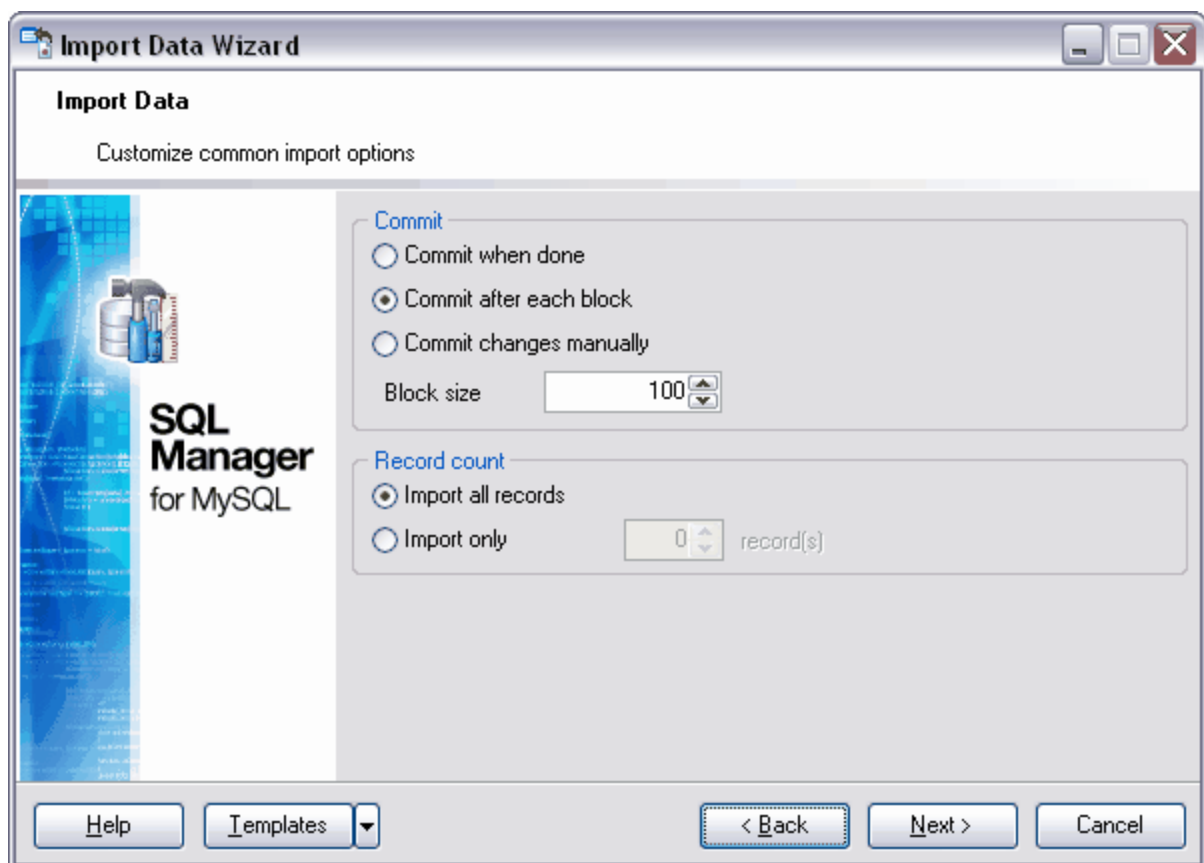 Import Data Wizard
Import Data
Customize common import options
SQL
Manager
for MySQL
Commit
Commit when done
Commit after each block
Commit changes manually
Block size 100
Record count
Import all records
Import only 0 record(s)
Help Templates < Back Next > Cancel